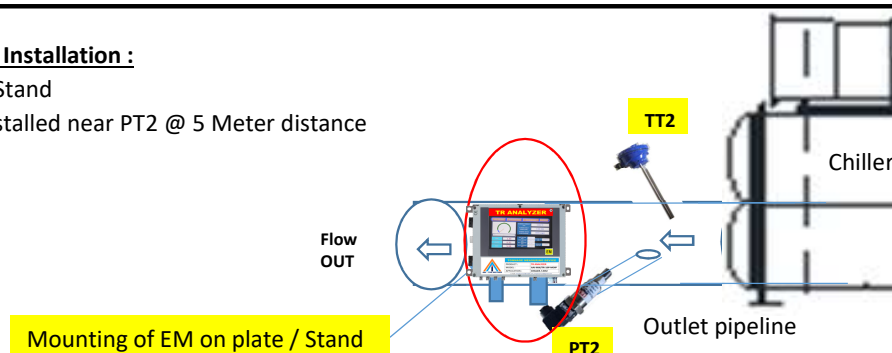 Installation :
Stand
stalled near PT2 @ 5 Meter distance
TT2
Chiller
TR ANALYZER
EM
Flow
OUT
Mounting of EM on plate / Stand
Outlet pipeline
PT2